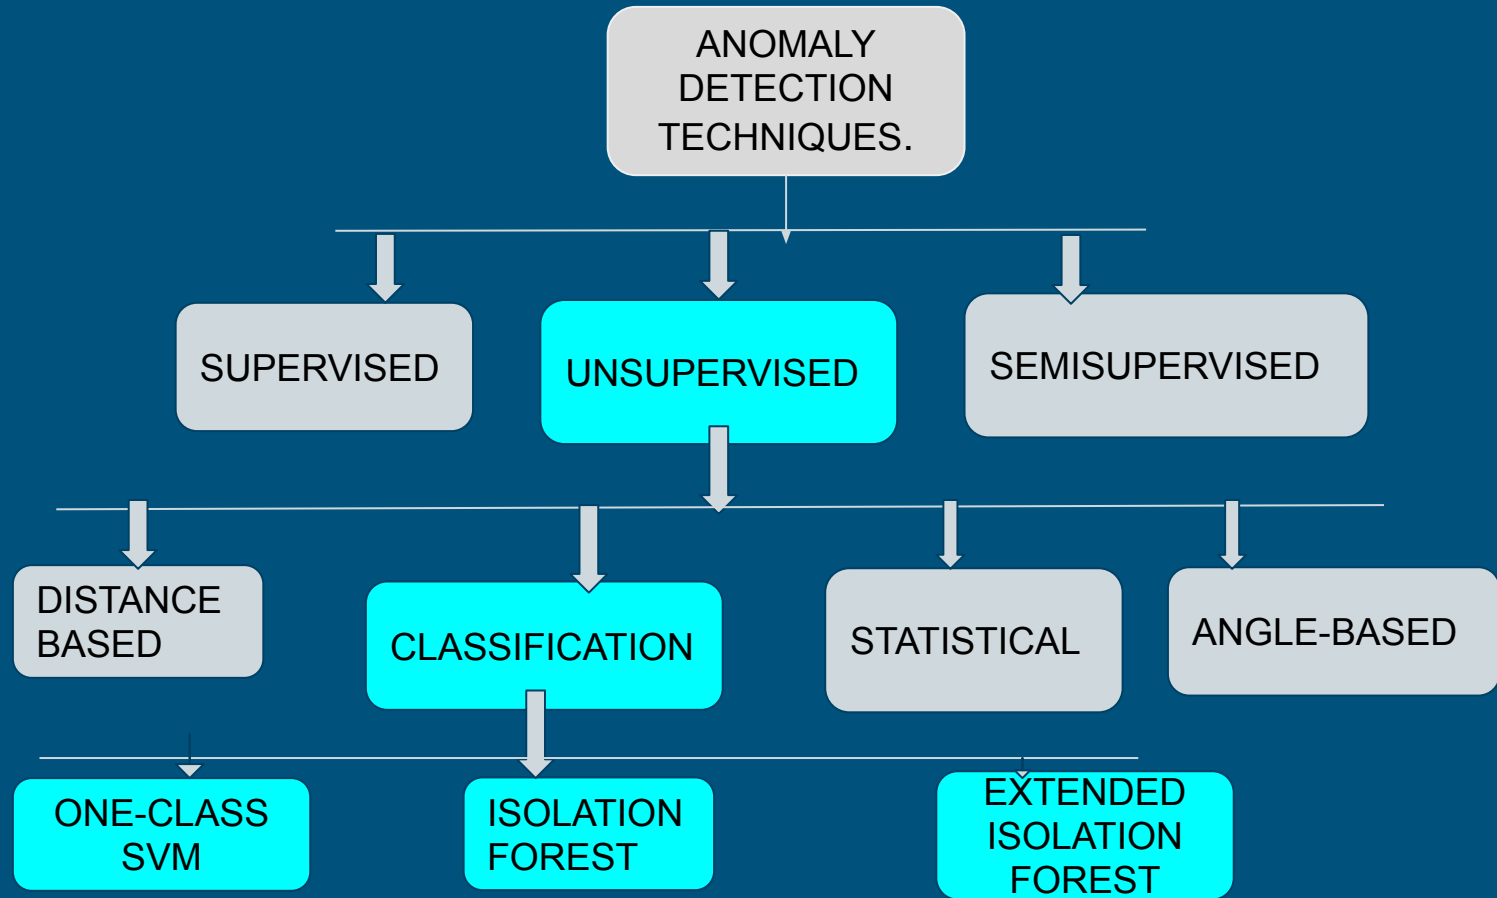 ANOMALY
DETECTION
TECHNIQUES.
SUPERVISED
UNSUPERVISED
SEMISUPERVISED
DISTANCE
BASED
CLASSIFICATION
STATISTICAL
ANGLE-BASED
ONE-CLASS
SVM
ISOLATION
FOREST
EXTENDED
ISOLATION
FOREST